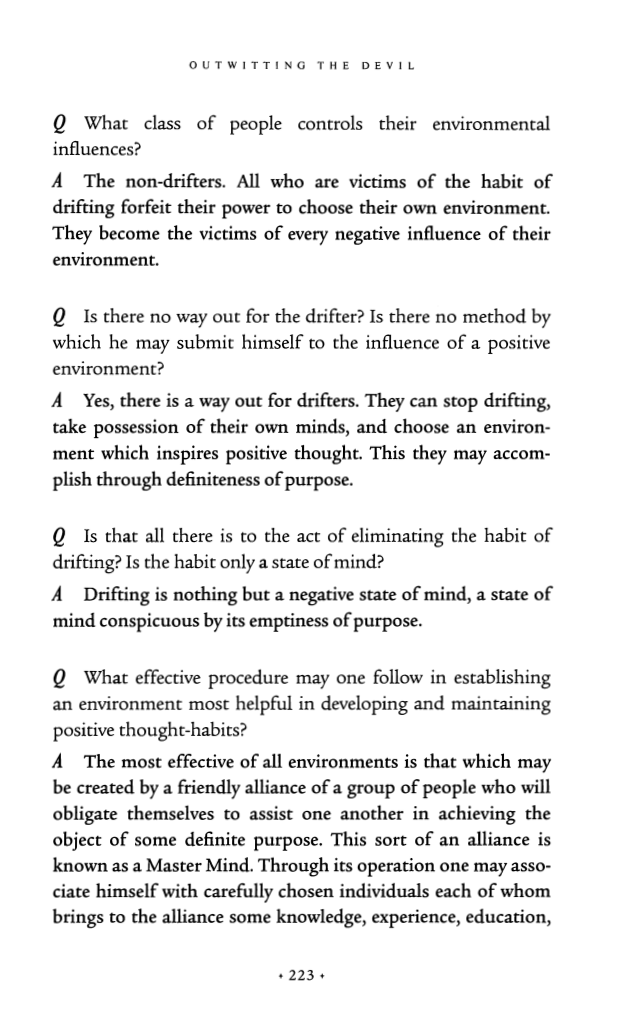 OUTWITTING THE DEVIL
Q What class of people controls their environmental
influences?
A The non-drifters. All who are victims of the habit of
drifting forfeit their power to choose their own environment.
They become the victims of every negative influence of their
environment.
Q Is there no way out for the drifter? Is there no method by
which he may submit himself to the influence of a positive
environment?
A Yes, there is a way out for drifters. They can stop drifting,
take possession of their own minds, and choose an environ-
ment which inspires positive thought. This they may accom-
plish through definiteness of purpose.
Q Is that all there is to the act of eliminating the habit of
drifting? Is the habit only a state of mind?
A Drifting is nothing but a negative state of mind, a state of
mind conspicuous by its emptiness of purpose.
Q What effective procedure may one follow in establishing
an environment most helpful in developing and maintaining
positive thought-habits?
A The most effective of all environments is that which may
be created by a friendly alliance of a group of people who will
obligate themselves to assist one another in achieving the
object of some definite purpose. This sort of an alliance is
known as a Master Mind. Through its operation one may asso-
ciate himself with carefully chosen individuals each of whom
brings to the alliance some knowledge, experience, education,
• 223 •